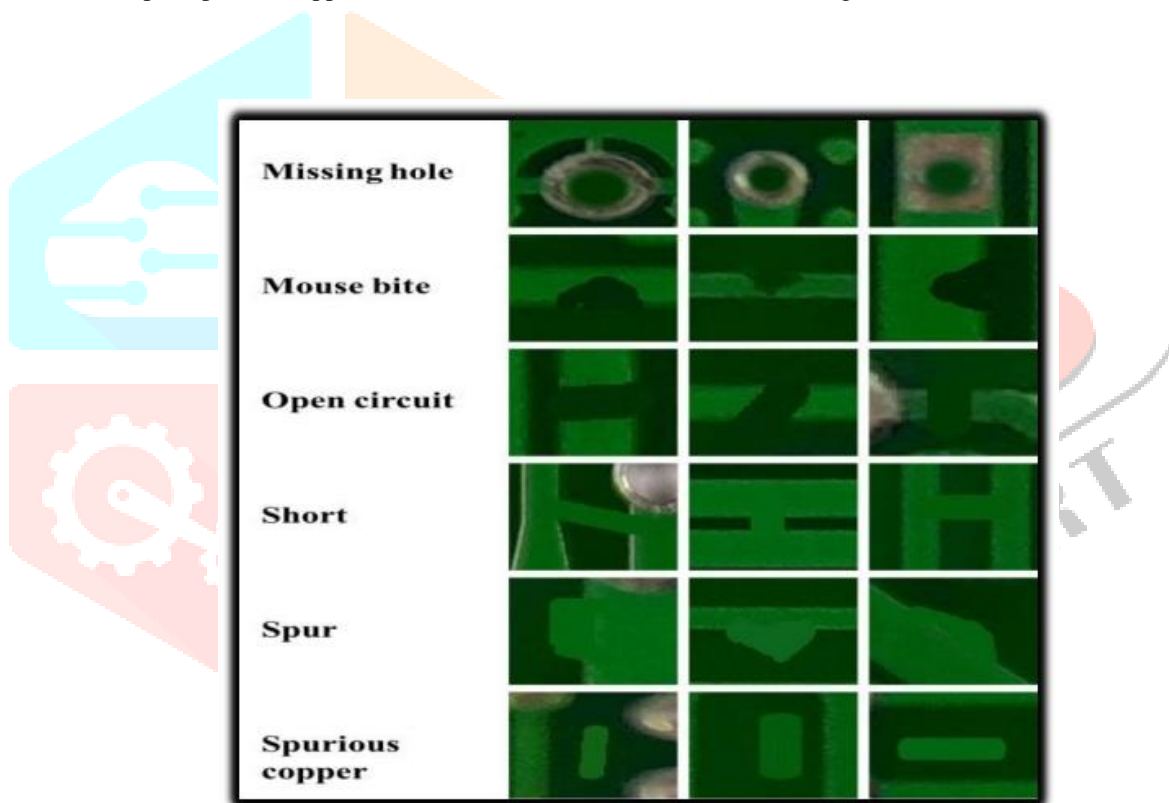 Missing hole
Mouse bite
Open circuit
Short
Spur
Spurious
copper